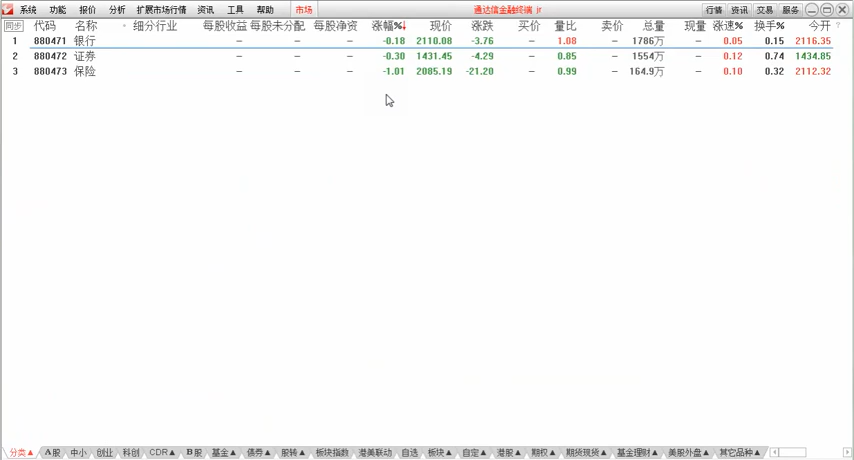 系统 功能 报价 分析 扩展市场行情 资讯 工具 帮助 市场 通达信金融终端 jr 行情 资讯 交易 服务
同步 代码 名称 · 细分行业 每股收益 每股未分配 每股净资 涨幅%↓ 现价 涨跌 买价 量比 卖价 总量 现量 涨速% 换手% 今开 ?
1 880471 银行 – – – -0.18 2110.08 -3.76 – 1.08 – 1786万 – 0.05 0.15 2116.35
2 880472 证券 – – – -0.30 1431.45 -4.29 – 0.85 – 1554万 – 0.12 0.74 1434.85
3 880473 保险 – – – -1.01 2085.19 -21.20 – 0.99 – 164.9万 – 0.10 0.32 2112.32
分类▲ A股 中小 创业 科创 CDR▲ B股 基金▲ 债券▲ 股转▲ 板块指数 港美联动 自选 板块▲ 自定▲ 港股▲ 期权▲ 期货现货▲ 基金理财▲ 美股外盘▲ 其它品种▲